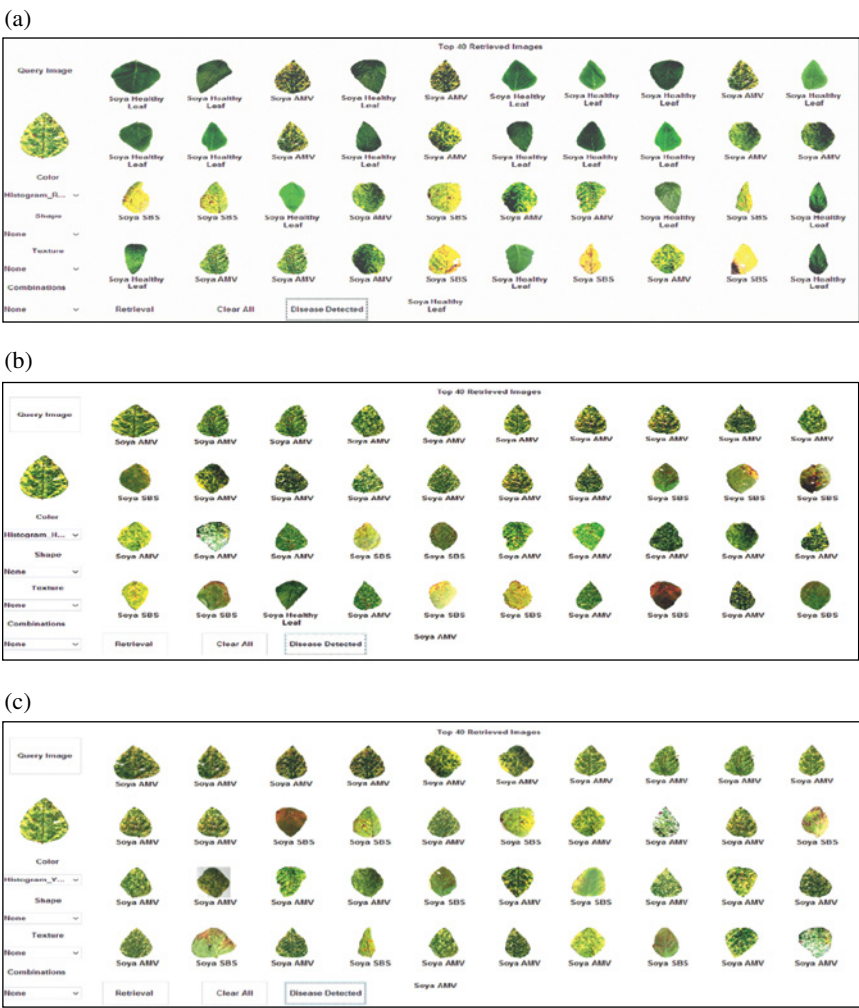 (a)
Top 40 Retrieved Images
Query Image
Soya Healthy Soya Healthy Soya AMV Soya Healthy Soya AMV Soya Healthy Soya Healthy Soya Healthy Soya AMV Soya Healthy
Leaf Leaf Leaf Leaf Leaf Leaf Leaf
Soya Healthy Soya Healthy Soya AMV Soya Healthy Soya AMV Soya Healthy Soya Healthy Soya Healthy Soya AMV Soya AMV
Leaf Leaf Leaf Leaf Leaf Leaf
Color
Histogram_R...
Shape
Soya SBS Soya SBS Soya Healthy Soya AMV Soya SBS Soya AMV Soya AMV Soya Healthy Soya SBS Soya Healthy
Leaf Leaf Leaf
None
Texture
None
Soya Healthy Soya AMV Soya AMV Soya AMV Soya SBS Soya Healthy Soya SBS Soya AMV Soya SBS Soya Healthy
Leaf Leaf Leaf
Combinations
None Retrieval Clear All Disease Detected Soya Healthy
Leaf
(b)
Top 40 Retrieved Images
Query Image
Soya AMV Soya AMV Soya AMV Soya AMV Soya AMV Soya AMV Soya AMV Soya AMV Soya AMV Soya AMV
Soya SBS Soya AMV Soya AMV Soya AMV Soya AMV Soya AMV Soya AMV Soya SBS Soya SBS Soya SBS
Color
Histogram_H...
Shape
Soya AMV Soya AMV Soya AMV Soya SBS Soya SBS Soya AMV Soya AMV Soya AMV Soya AMV Soya AMV
None
Texture
None
Soya SBS Soya SBS Soya Healthy Soya AMV Soya SBS Soya SBS Soya AMV Soya SBS Soya AMV Soya SBS
Leaf
Combinations
None Retrieval Clear All Disease Detected Soya AMV
(c)
Top 40 Retrieved Images
Query Image
Soya AMV Soya AMV Soya AMV Soya AMV Soya AMV Soya AMV Soya AMV Soya AMV Soya AMV Soya AMV
Soya AMV Soya AMV Soya SBS Soya SBS Soya AMV Soya SBS Soya AMV Soya AMV Soya AMV Soya SBS
Color
Histogram_Y...
Shape
Soya AMV Soya AMV Soya AMV Soya AMV Soya SBS Soya AMV Soya SBS Soya AMV Soya AMV Soya AMV
None
Texture
None
Soya AMV Soya SBS Soya AMV Soya SBS Soya AMV Soya AMV Soya AMV Soya SBS Soya AMV Soya AMV
Combinations
None Retrieval Clear All Disease Detected Soya AMV